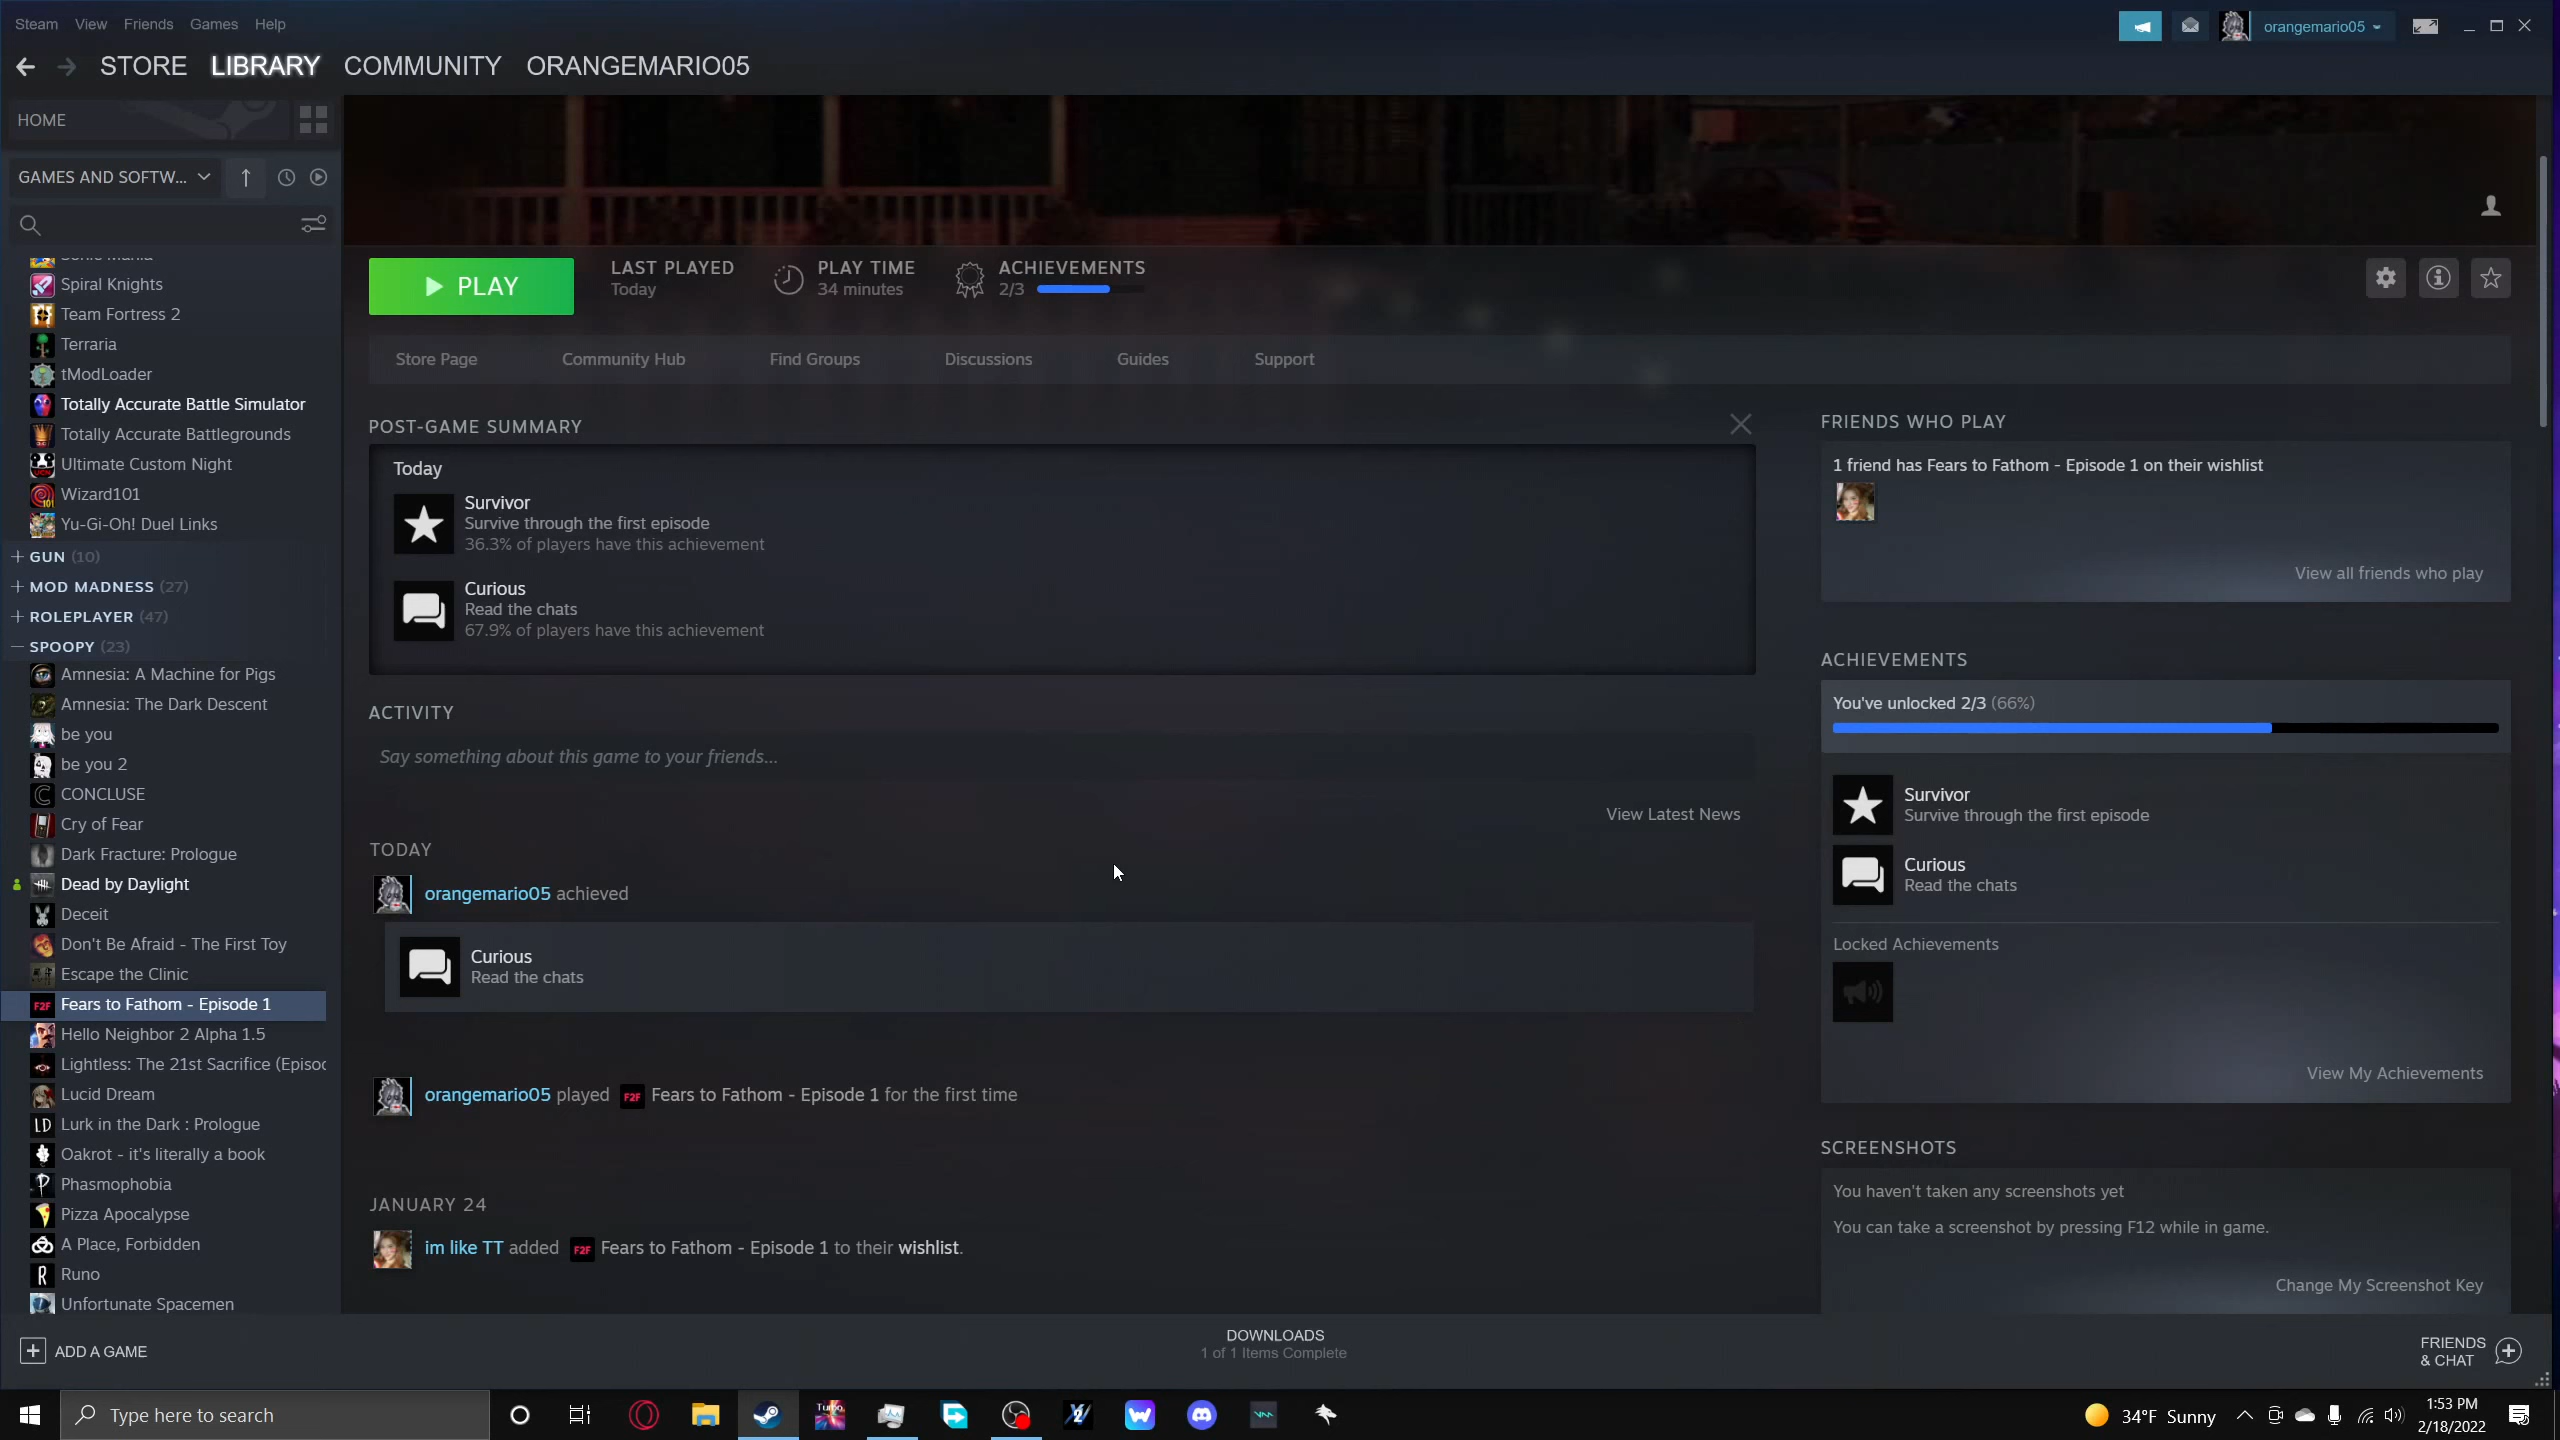 Steam View Friends Games Help
orangemario05
STORE LIBRARY COMMUNITY ORANGEMARIO05
HOME
GAMES AND SOFTW...
Sonic Mania
Spiral Knights
Team Fortress 2
Terraria
tModLoader
Totally Accurate Battle Simulator
Totally Accurate Battlegrounds
Ultimate Custom Night
Wizard101
Yu-Gi-Oh! Duel Links
+ GUN (10)
+ MOD MADNESS (27)
+ ROLEPLAYER (47)
— SPOOPY (23)
Amnesia: A Machine for Pigs
Amnesia: The Dark Descent
be you
be you 2
CONCLUSE
Cry of Fear
Dark Fracture: Prologue
Dead by Daylight
Deceit
Don't Be Afraid - The First Toy
Escape the Clinic
F2F Fears to Fathom - Episode 1
Hello Neighbor 2 Alpha 1.5
Lightless: The 21st Sacrifice (Episod
Lucid Dream
LD Lurk in the Dark : Prologue
Oakrot - it's literally a book
Phasmophobia
Pizza Apocalypse
A Place, Forbidden
R Runo
Unfortunate Spacemen
+ ADD A GAME
PLAY
LAST PLAYED
Today
PLAY TIME
34 minutes
ACHIEVEMENTS
2/3
Store Page Community Hub Find Groups Discussions Guides Support
POST-GAME SUMMARY
Today
Survivor
Survive through the first episode
36.3% of players have this achievement
Curious
Read the chats
67.9% of players have this achievement
ACTIVITY
Say something about this game to your friends...
View Latest News
TODAY
orangemario05 achieved
Curious
Read the chats
orangemario05 played F2F Fears to Fathom - Episode 1 for the first time
JANUARY 24
im like TT added F2F Fears to Fathom - Episode 1 to their wishlist.
FRIENDS WHO PLAY
1 friend has Fears to Fathom - Episode 1 on their wishlist
View all friends who play
ACHIEVEMENTS
You've unlocked 2/3 (66%)
Survivor
Survive through the first episode
Curious
Read the chats
Locked Achievements
View My Achievements
SCREENSHOTS
You haven't taken any screenshots yet
You can take a screenshot by pressing F12 while in game.
Change My Screenshot Key
DOWNLOADS
1 of 1 Items Complete
FRIENDS
& CHAT
Type here to search
34°F Sunny
1:53 PM
2/18/2022